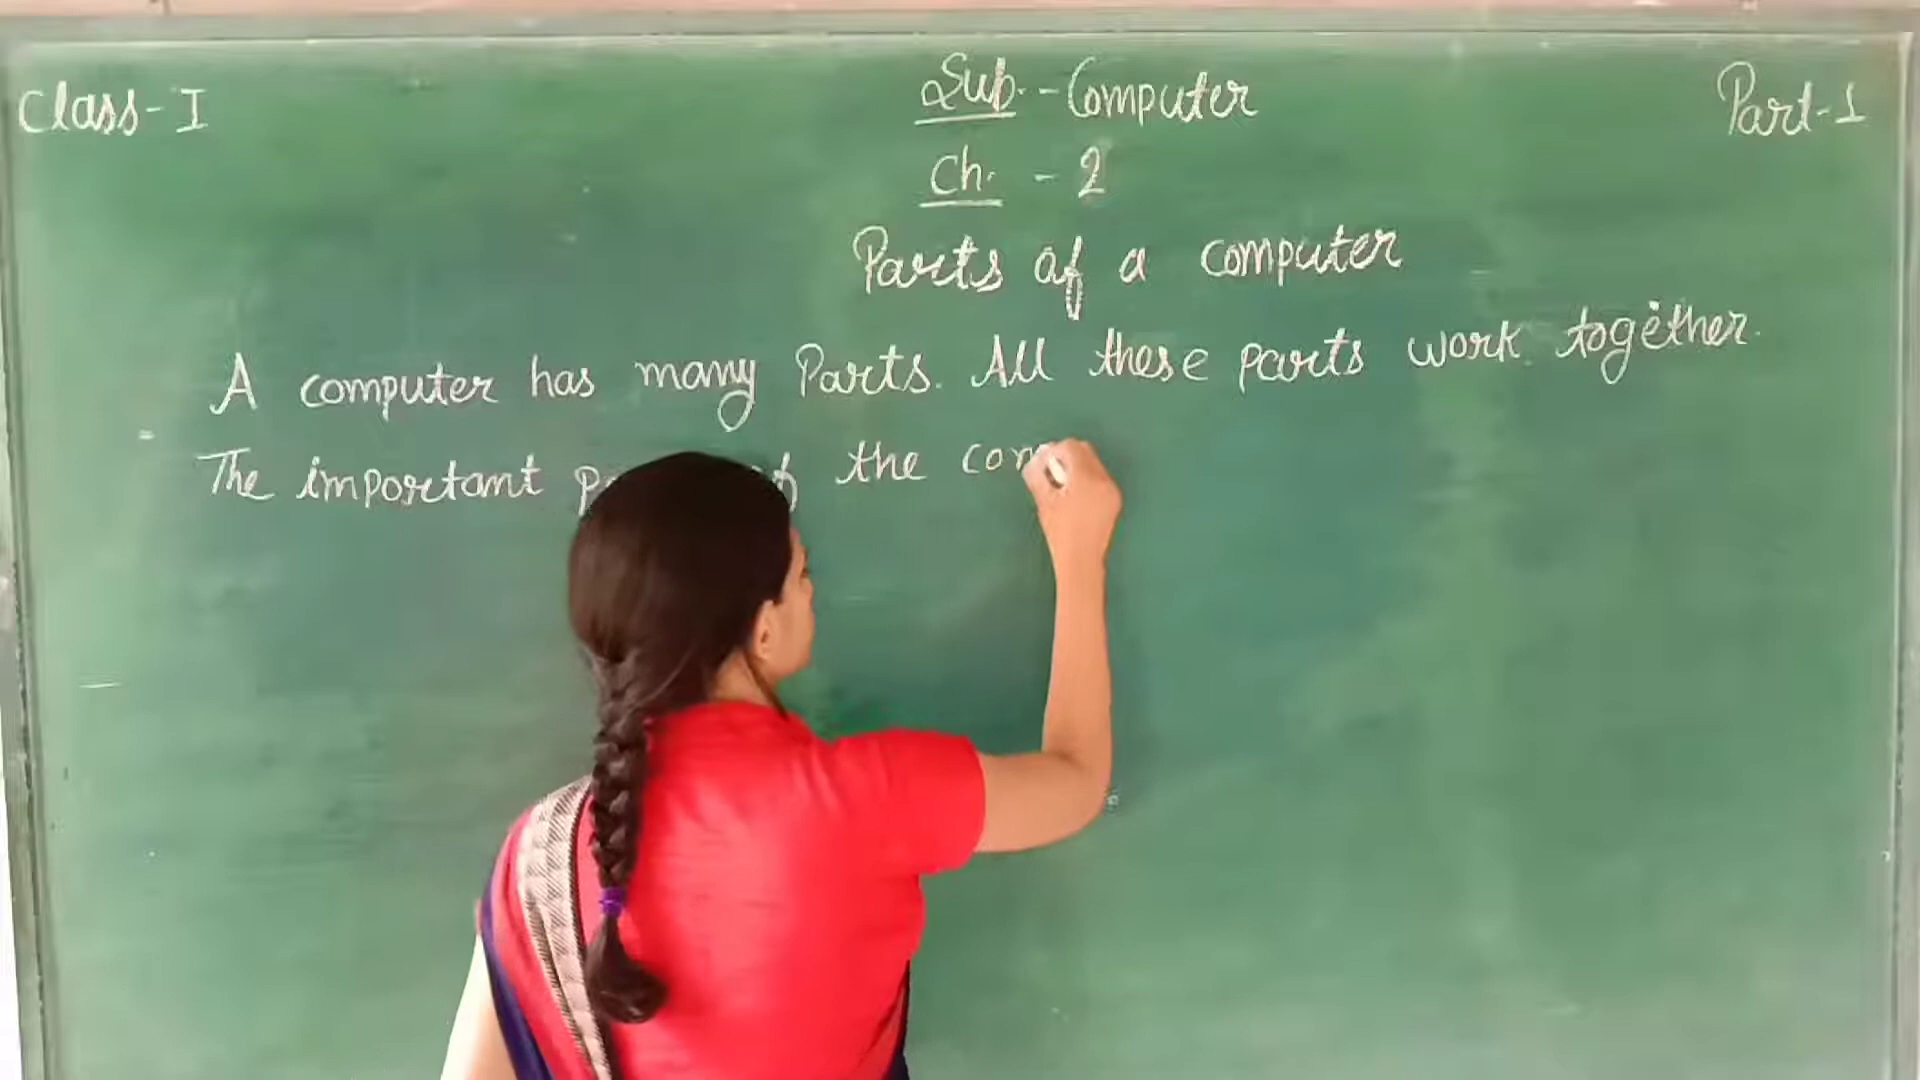 Class-I
Sub.-Computer
Part-1
Ch. - 2
Parts of a computer
A computer has many Parts. All these parts work together.
The important the